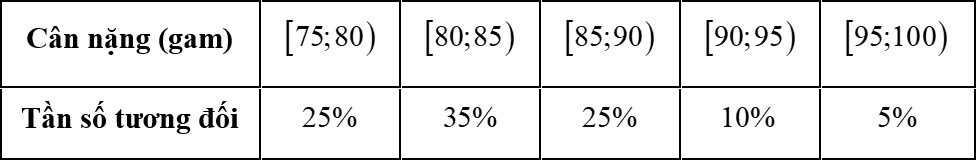 Cân nặng (gam) [75;80) [80;85) [85;90) [90;95) [95;100)
Tần số tương đối 25% 35% 25% 10% 5%